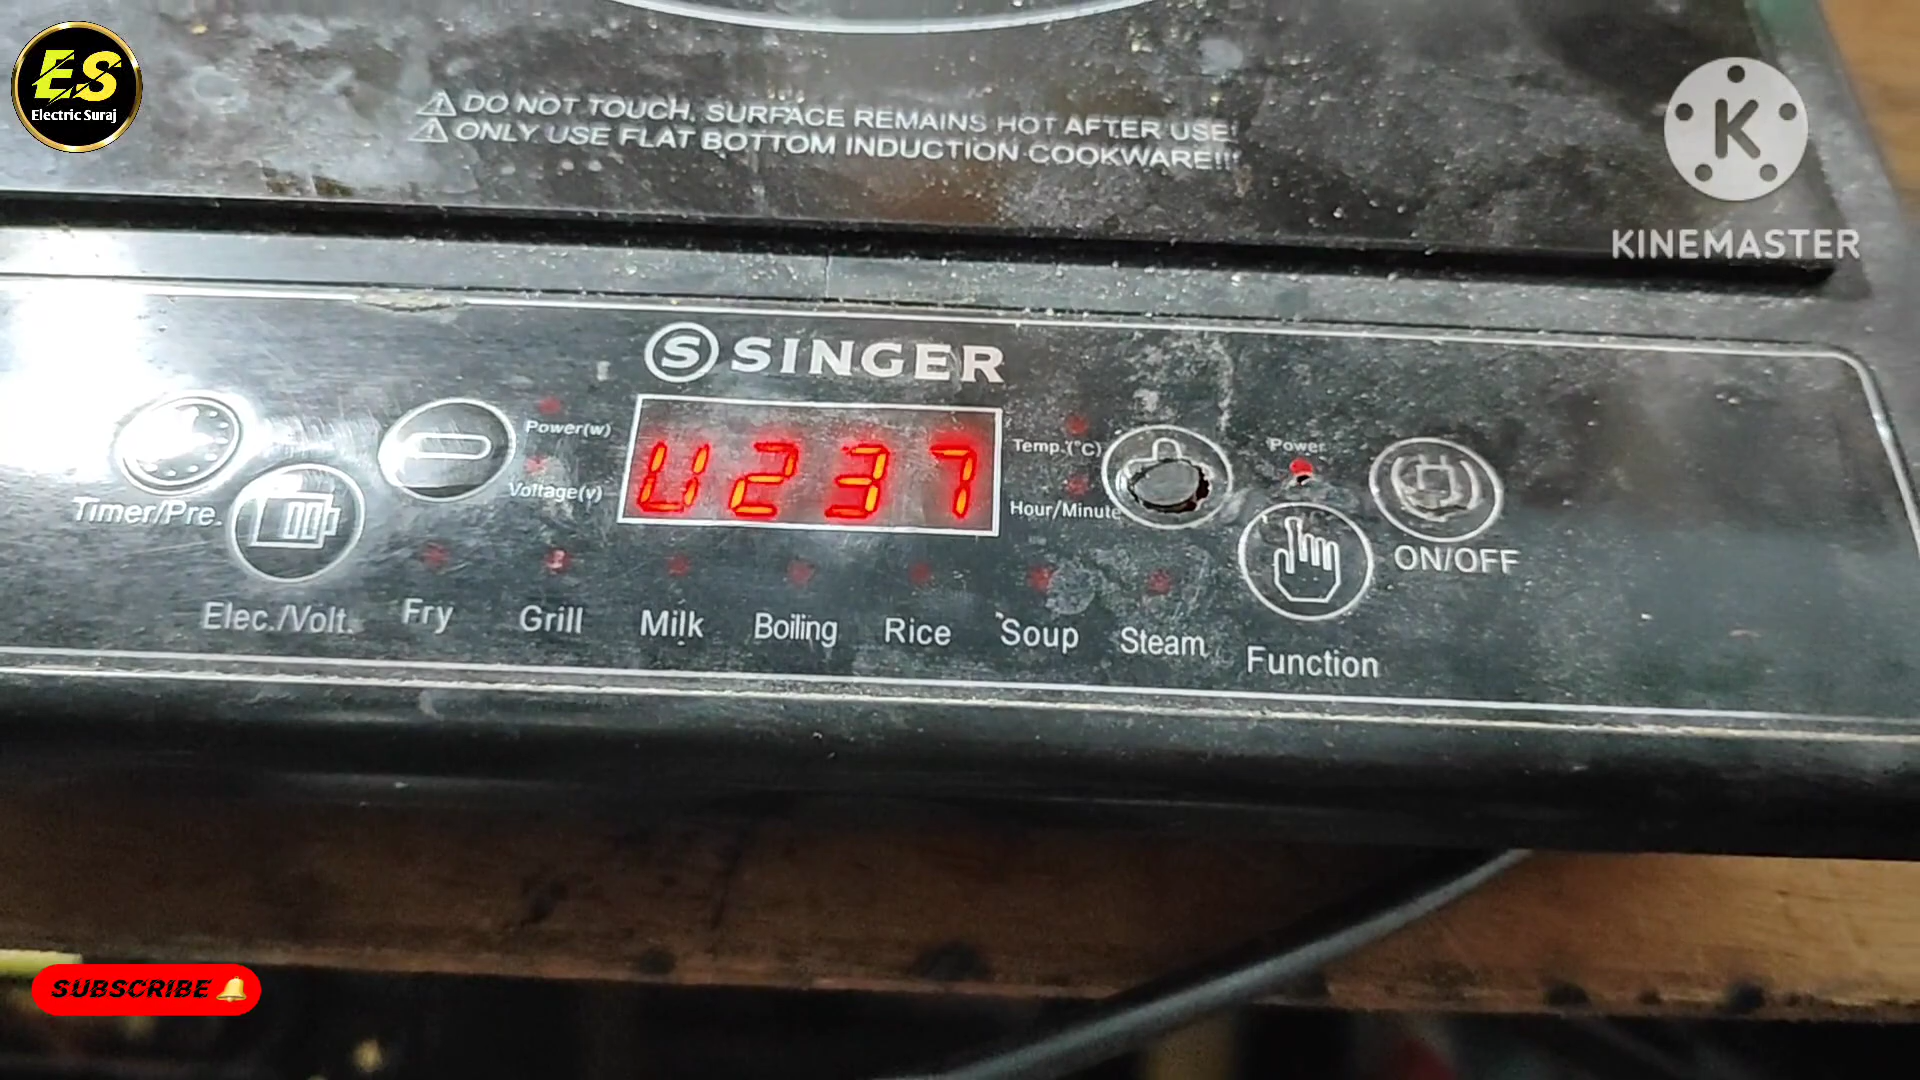 ES
Electric Suraj
K
KINEMASTER
⚠ DO NOT TOUCH. SURFACE REMAINS HOT AFTER USE!
⚠ ONLY USE FLAT BOTTOM INDUCTION COOKWARE!!!
S SINGER
Timer/Pre.
Elec./Volt.
Power(w)
Voltage(v)
U237
Temp.(°C)
Hour/Minute
Power
ON/OFF
Fry
Grill
Milk
Boiling
Rice
Soup
Steam
Function
SUBSCRIBE